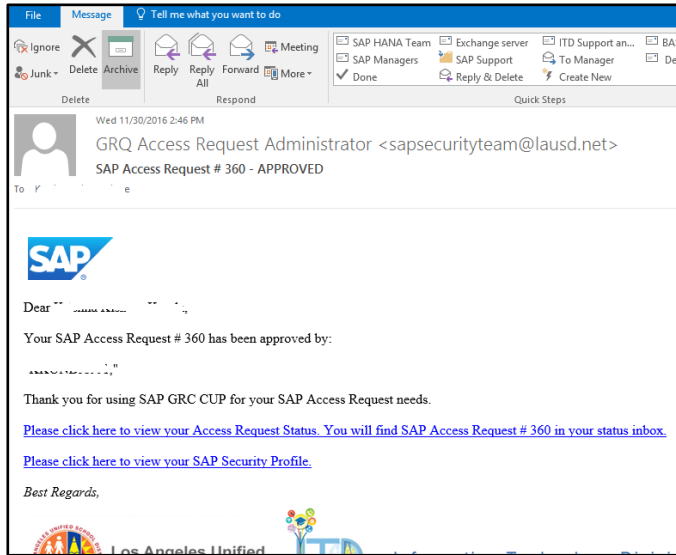 File Message Tell me what you want to do
Ignore
Junk
Delete
Archive
Reply
Reply All
Forward
Meeting
More
SAP HANA Team
SAP Managers
Done
Exchange server
SAP Support
Reply & Delete
ITD Support an...
To Manager
Create New
Delete
Respond
Quick Steps
Wed 11/30/2016 2:46 PM
GRQ Access Request Administrator <sapsecurityteam@lausd.net>
SAP Access Request # 360 - APPROVED
To
SAP
Dear
Your SAP Access Request # 360 has been approved by:
Thank you for using SAP GRC CUP for your SAP Access Request needs.
Please click here to view your Access Request Status. You will find SAP Access Request # 360 in your status inbox.
Please click here to view your SAP Security Profile.
Best Regards,
Los Angeles Unified